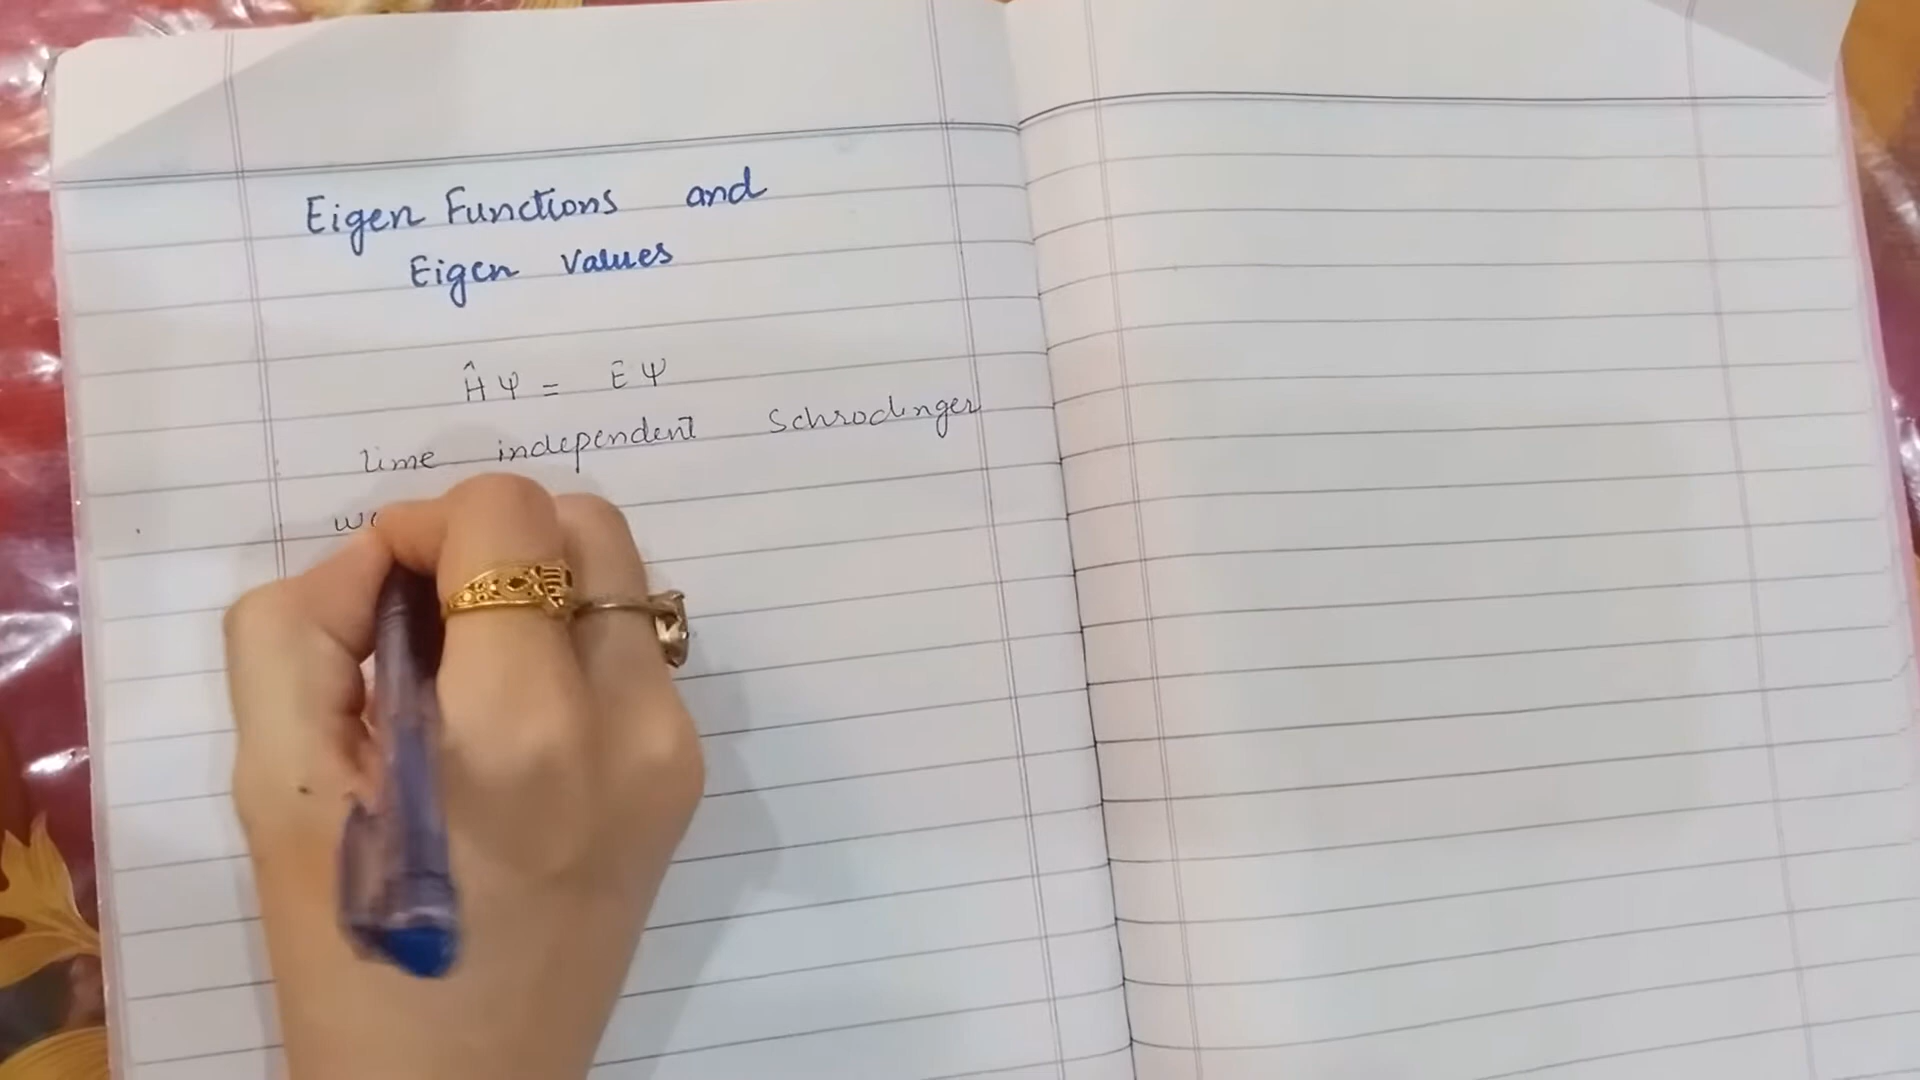 Eigen Functions and
Eigen Values
Ĥ Ψ = E Ψ
time independent Schrodinger